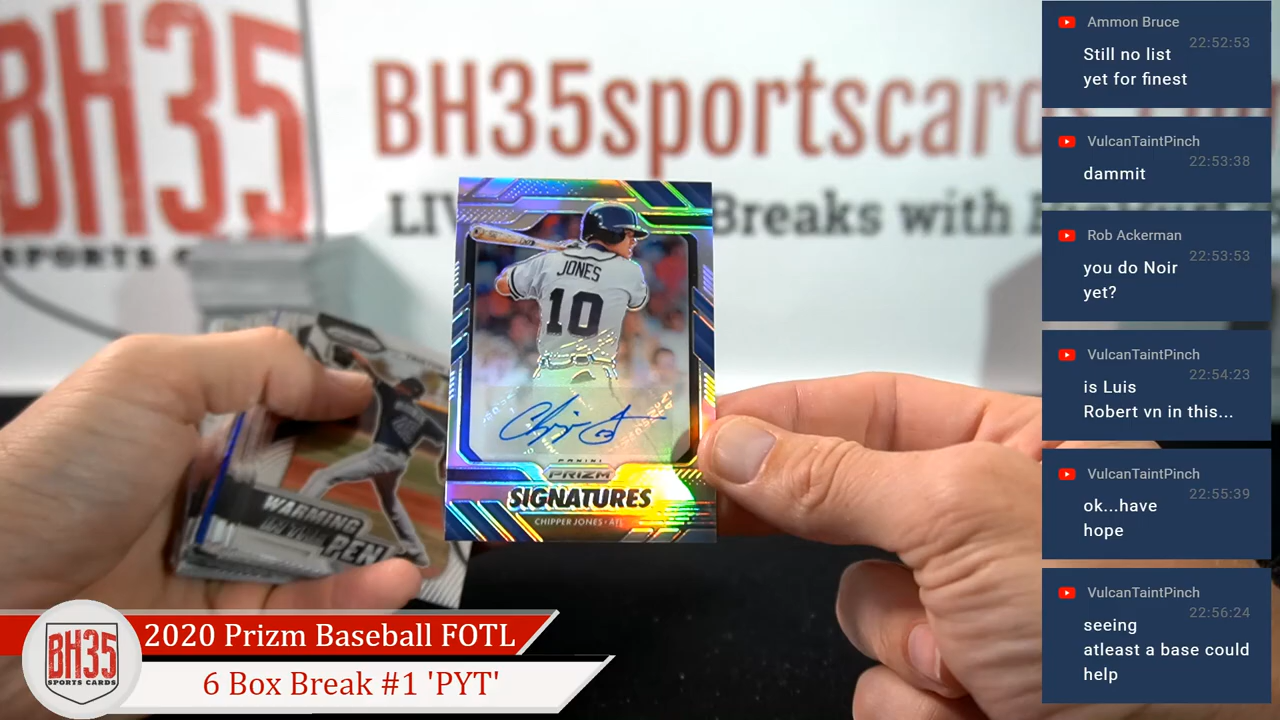 BH35
SPORTS C
BH35sportscards
LIV
Breaks with
JONES
10
PANINI
PRIZM
SIGNATURES
CHIPPER JONES • ATL
WARMING
PEN
2020 Prizm Baseball FOTL
6 Box Break #1 'PYT'
BH35
SPORTS CARDS
Ammon Bruce
22:52:53
Still no list
yet for finest
VulcanTaintPinch
22:53:38
dammit
Rob Ackerman
22:53:53
you do Noir
yet?
VulcanTaintPinch
22:54:23
is Luis
Robert vn in this...
VulcanTaintPinch
22:55:39
ok...have
hope
VulcanTaintPinch
22:56:24
seeing
atleast a base could
help